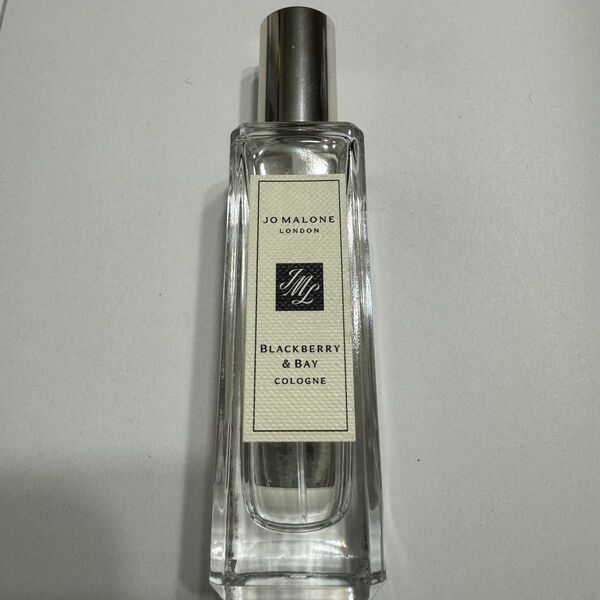 JO MALONE
LONDON
JML
BLACKBERRY
& BAY
COLOGNE